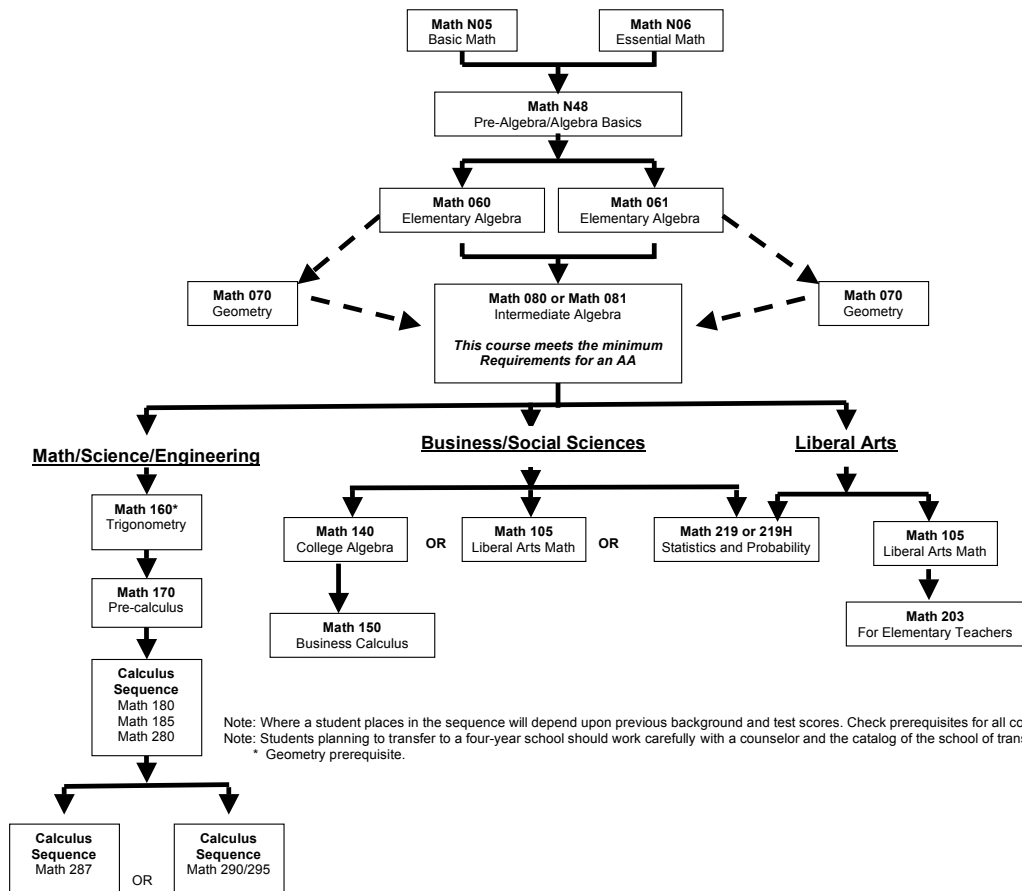 Math N05
Basic Math
Math N06
Essential Math
Math N48
Pre-Algebra/Algebra Basics
Math 060
Elementary Algebra
Math 061
Elementary Algebra
Math 070
Geometry
Math 080 or Math 081
Intermediate Algebra
This course meets the minimum
Requirements for an AA
Math 070
Geometry
Math/Science/Engineering
Business/Social Sciences
Liberal Arts
Math 160*
Trigonometry
Math 140
College Algebra
OR
Math 105
Liberal Arts Math
OR
Math 219 or 219H
Statistics and Probability
Math 105
Liberal Arts Math
Math 170
Pre-calculus
Math 150
Business Calculus
Math 203
For Elementary Teachers
Calculus
Sequence
Math 180
Math 185
Math 280
Note: Where a student places in the sequence will depend upon previous background and test scores. Check prerequisites for all
Note: Students planning to transfer to a four-year school should work carefully with a counselor and the catalog of the school of
* Geometry prerequisite.
Calculus
Sequence
Math 287
OR
Calculus
Sequence
Math 290/295